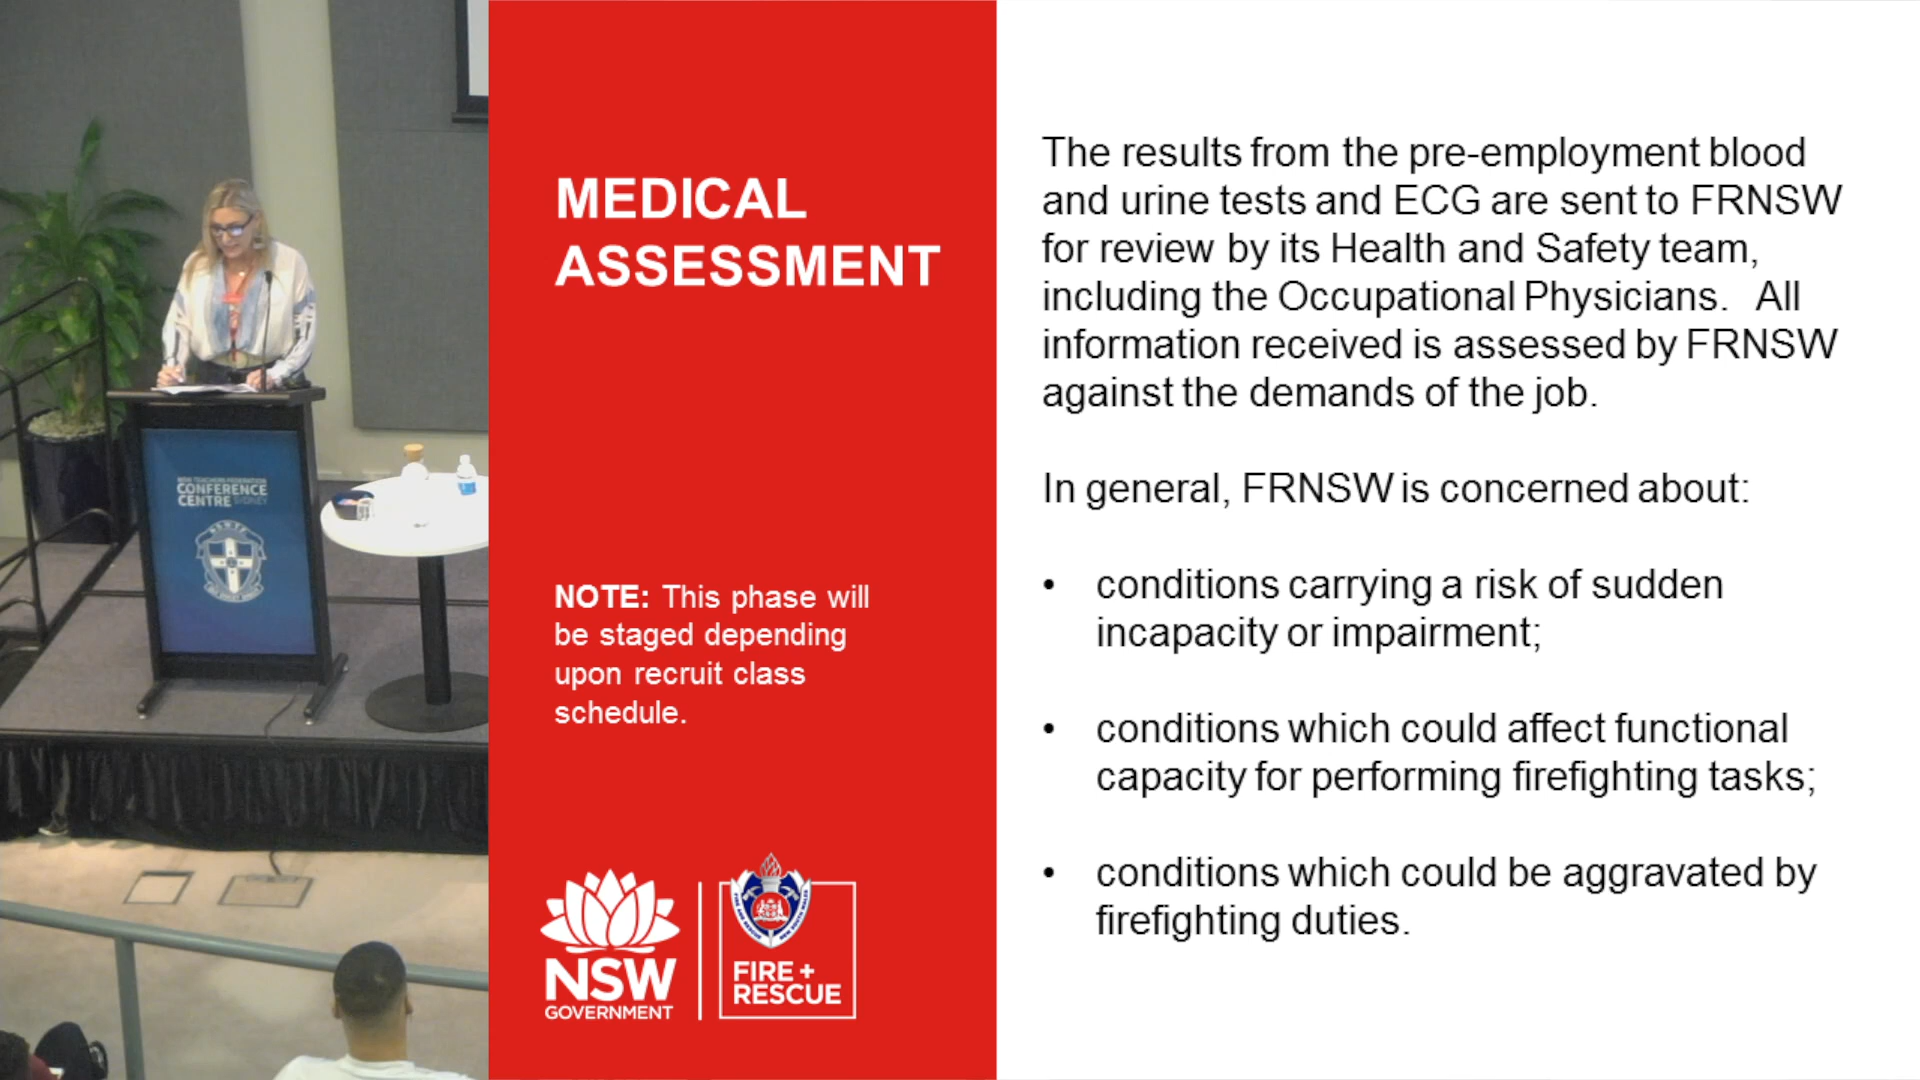 MEDICAL
ASSESSMENT
NOTE: This phase will
be staged depending
upon recruit class
schedule.
NSW
GOVERNMENT
FIRE +
RESCUE
The results from the pre-employment blood
and urine tests and ECG are sent to FRNSW
for review by its Health and Safety team,
including the Occupational Physicians. All
information received is assessed by FRNSW
against the demands of the job.
In general, FRNSW is concerned about:
• conditions carrying a risk of sudden
incapacity or impairment;
• conditions which could affect functional
capacity for performing firefighting tasks;
• conditions which could be aggravated by
firefighting duties.
NSW TEACHERS FEDERATION
CONFERENCE
CENTRE SYDNEY